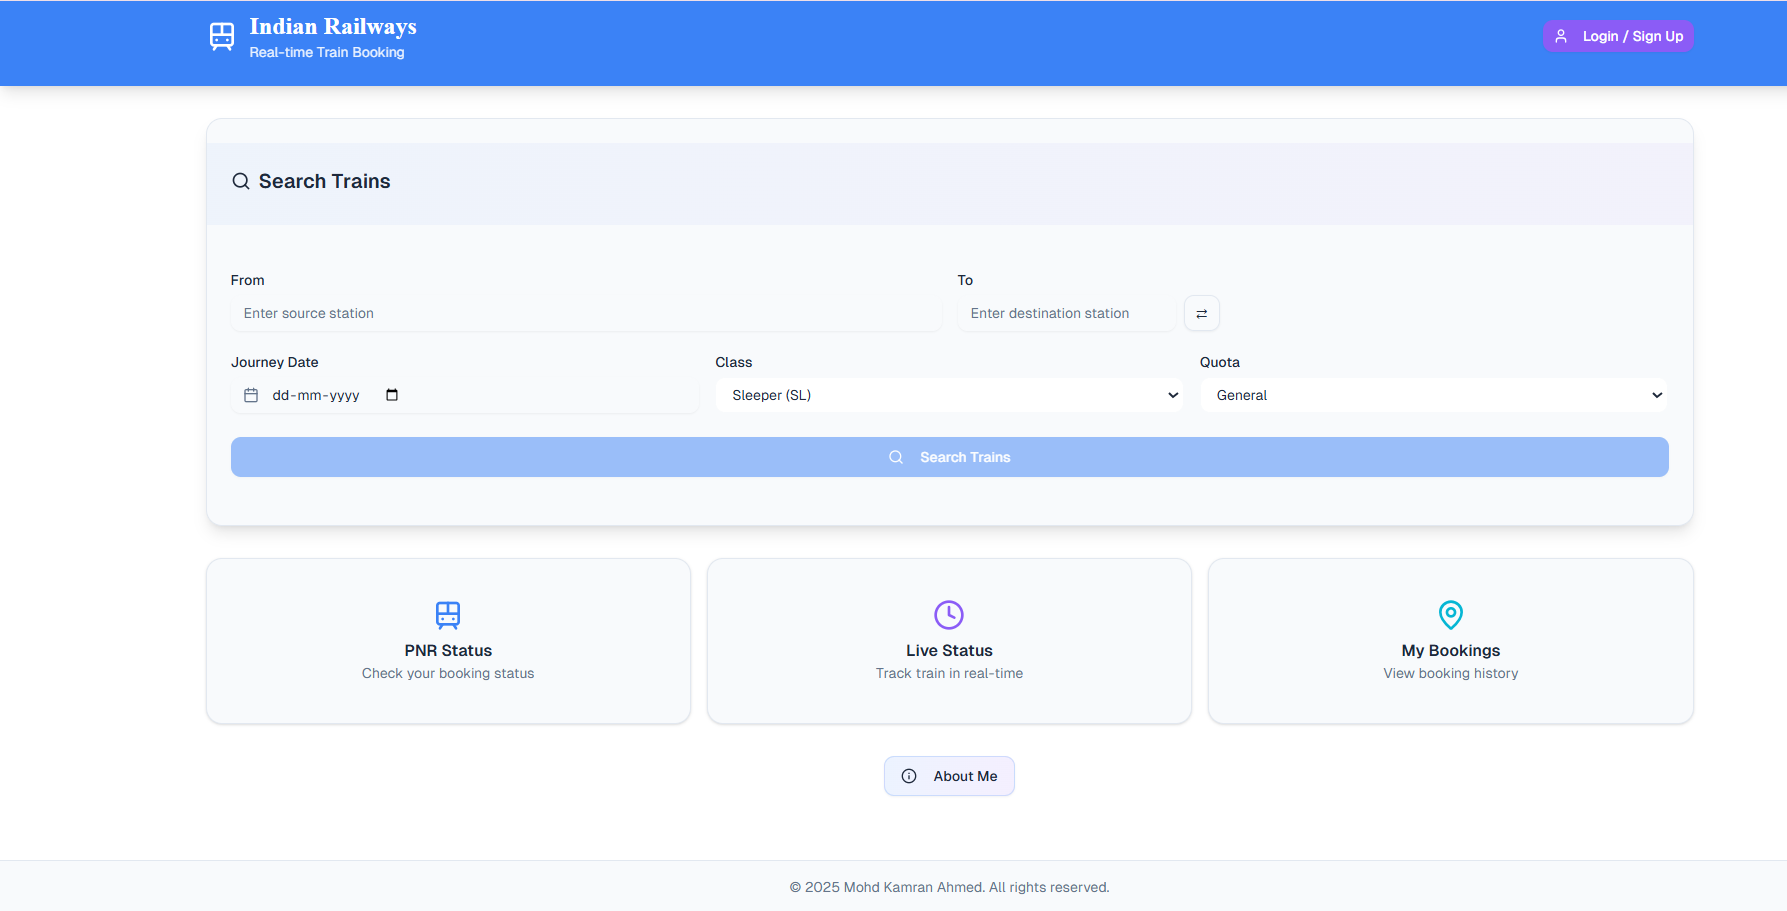 Indian Railways
Real-time Train Booking
Login / Sign Up
Search Trains
From
To
Enter source station
Enter destination station
Journey Date
Class
Quota
dd-mm-yyyy
Sleeper (SL)
General
Search Trains
PNR Status
Check your booking status
Live Status
Track train in real-time
My Bookings
View booking history
About Me
© 2025 Mohd Kamran Ahmed. All rights reserved.